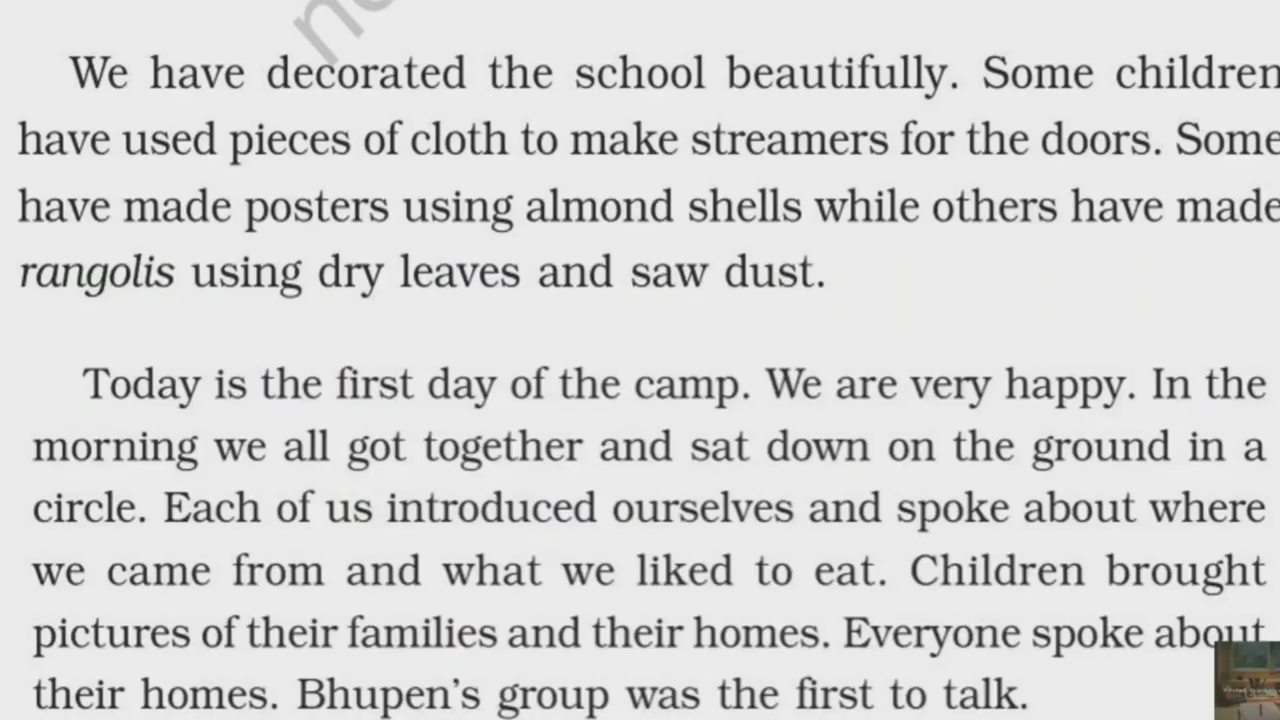 We have decorated the school beautifully. Some children
have used pieces of cloth to make streamers for the doors. Some
have made posters using almond shells while others have made
rangolis using dry leaves and saw dust.
Today is the first day of the camp. We are very happy. In the
morning we all got together and sat down on the ground in a
circle. Each of us introduced ourselves and spoke about where
we came from and what we liked to eat. Children brought
pictures of their families and their homes. Everyone spoke about
their homes. Bhupen's group was the first to talk.